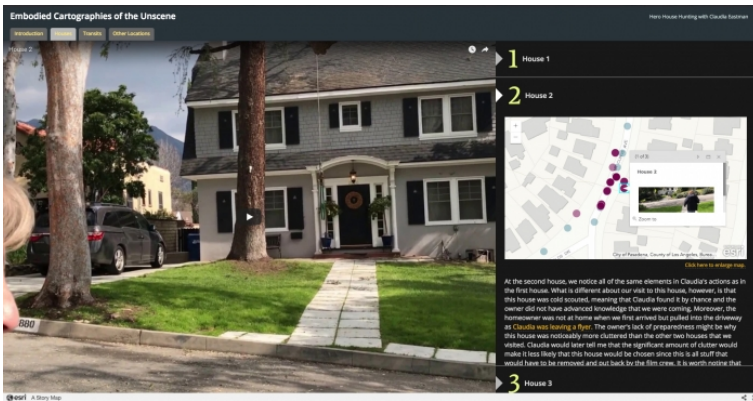 Embodied Cartographies of the Unscene
Hero House Hunting with Claudia Eastman
Introduction
Houses
Transits
Other Locations
House 2
1 House 1
2 House 2
House 3
Zoom to
City of Pasadena, County of Los Angeles, Bureau...
esri
Click here to enlarge map.
At the second house, we notice all of the same elements in Claudia's actions as in
the first house. What is different about our visit to this house, however, is that
this house was cold scouted, meaning that Claudia found it by chance and the
owner did not have advanced knowledge that we were coming. Moreover, the
homeowner was not at home when we first arrived but pulled into the driveway
as Claudia was leaving a flyer. The owner's lack of preparedness might be why
this house was noticeably more cluttered than the other two houses that we
visited. Claudia would later tell me that the significant amount of clutter would
make it less likely that this house would be chosen since this is all stuff that
would have to be removed and put back by the film crew. It is worth noting that
880
3 House 3
esri A Story Map